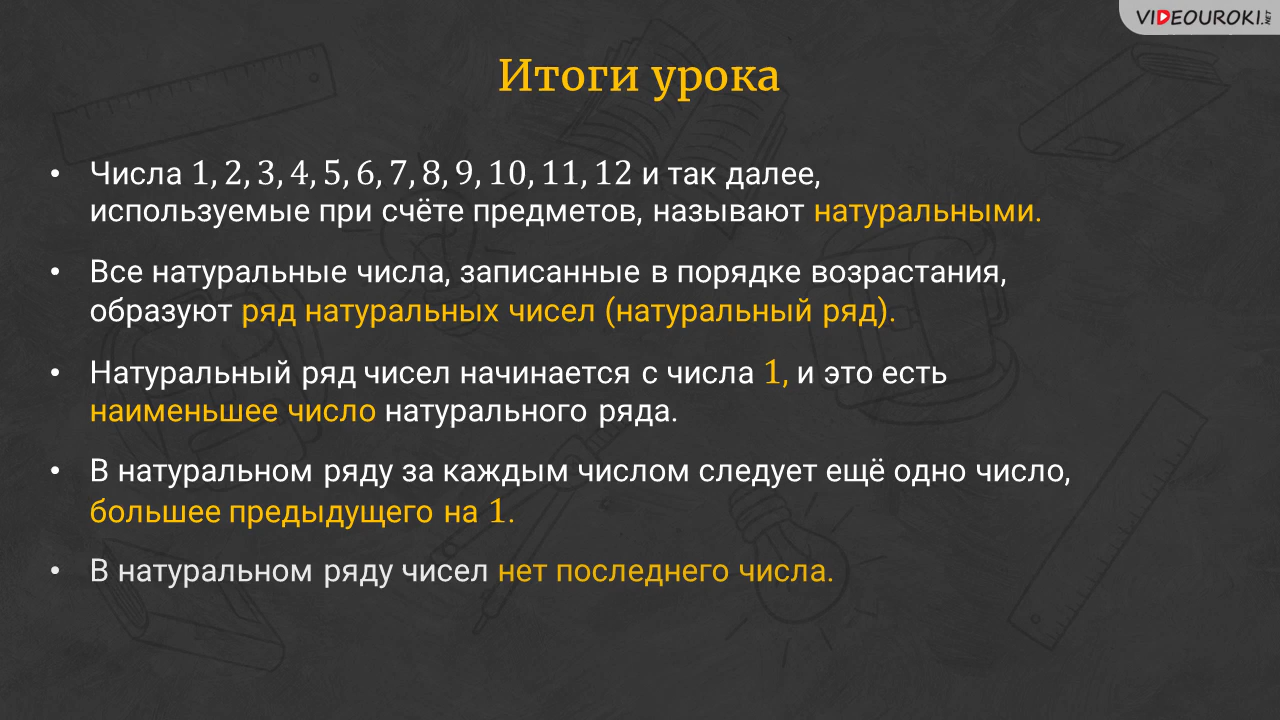 VIDEOUROKI.NET
Итоги урока
• Числа 1, 2, 3, 4, 5, 6, 7, 8, 9, 10, 11, 12 и так далее,
используемые при счёте предметов, называют натуральными.
• Все натуральные числа, записанные в порядке возрастания,
образуют ряд натуральных чисел (натуральный ряд).
• Натуральный ряд чисел начинается с числа 1, и это есть
наименьшее число натурального ряда.
• В натуральном ряду за каждым числом следует ещё одно число,
большее предыдущего на 1.
• В натуральном ряду чисел нет последнего числа.